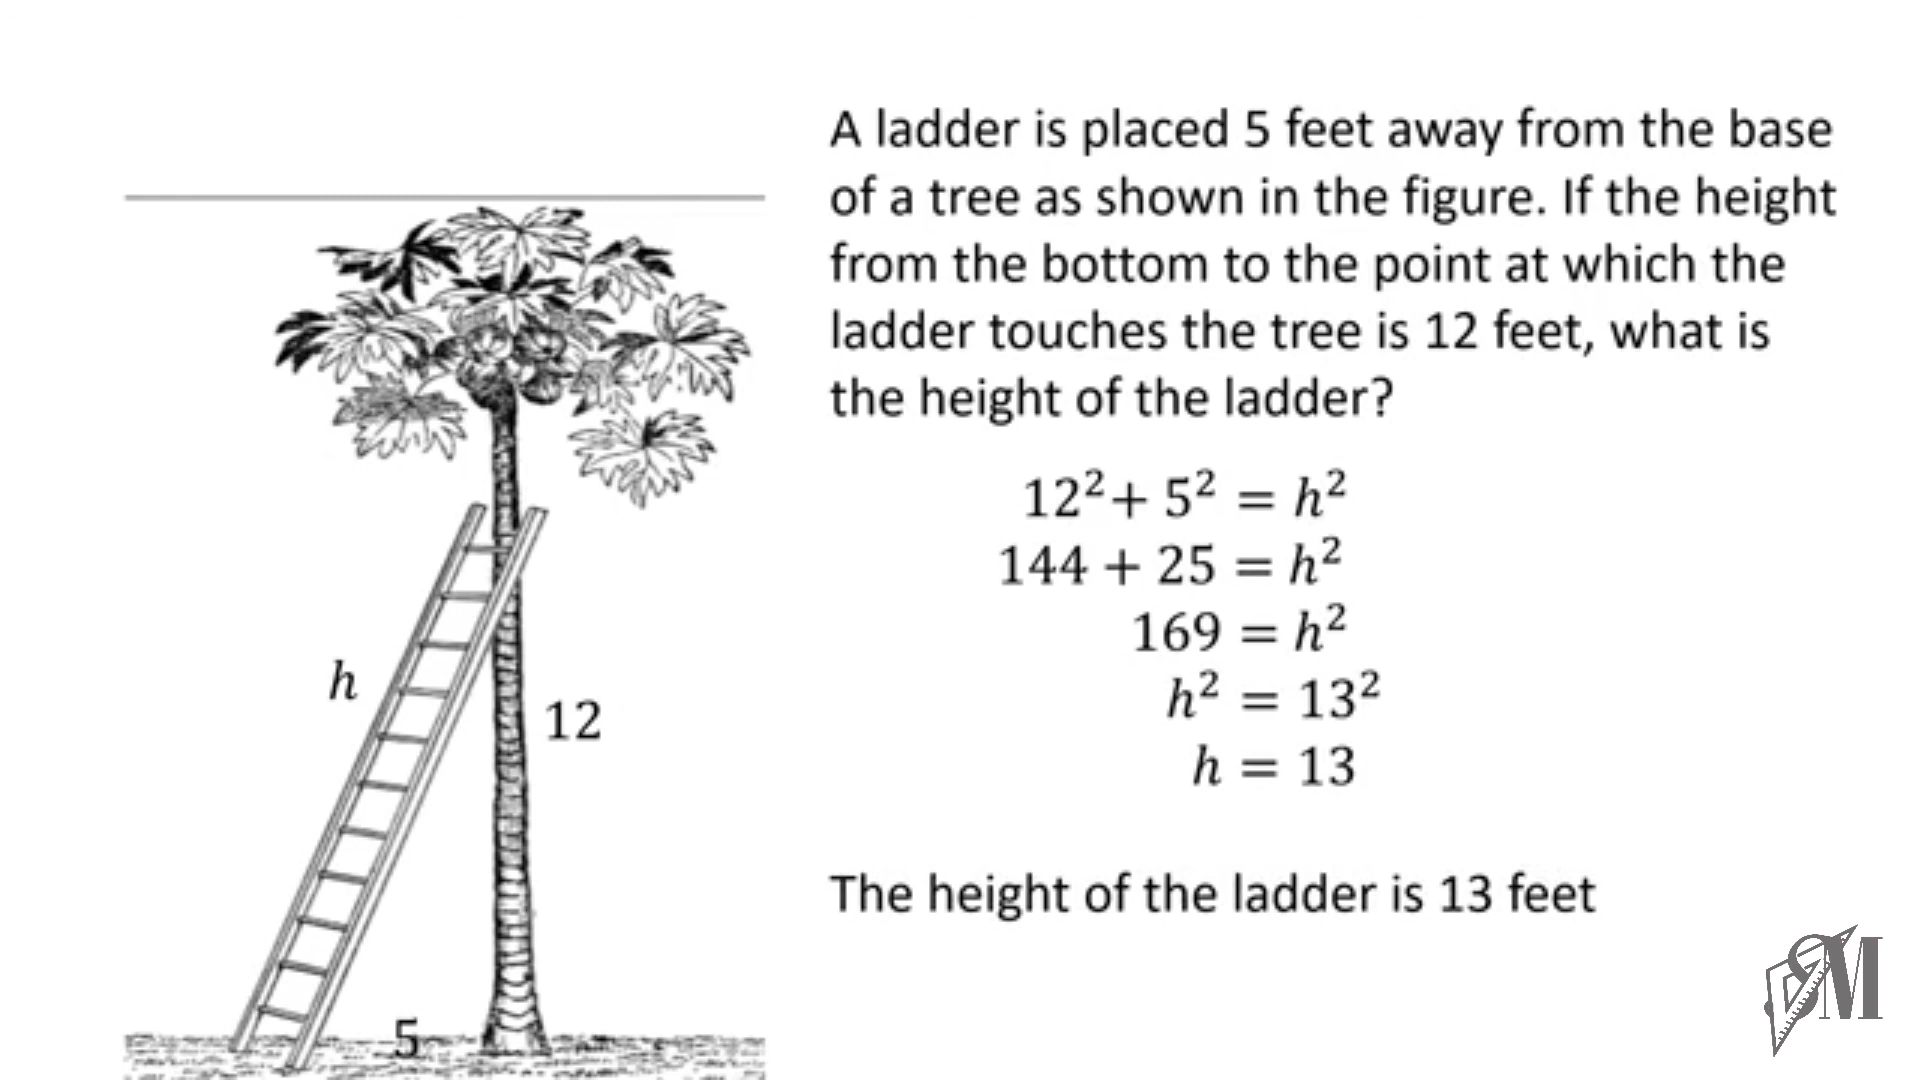 A ladder is placed 5 feet away from the base
of a tree as shown in the figure. If the height
from the bottom to the point at which the
ladder touches the tree is 12 feet, what is
the height of the ladder?
12² + 5² = h²
144 + 25 = h²
169 = h²
h² = 13²
h = 13
The height of the ladder is 13 feet
h
12
5
SM